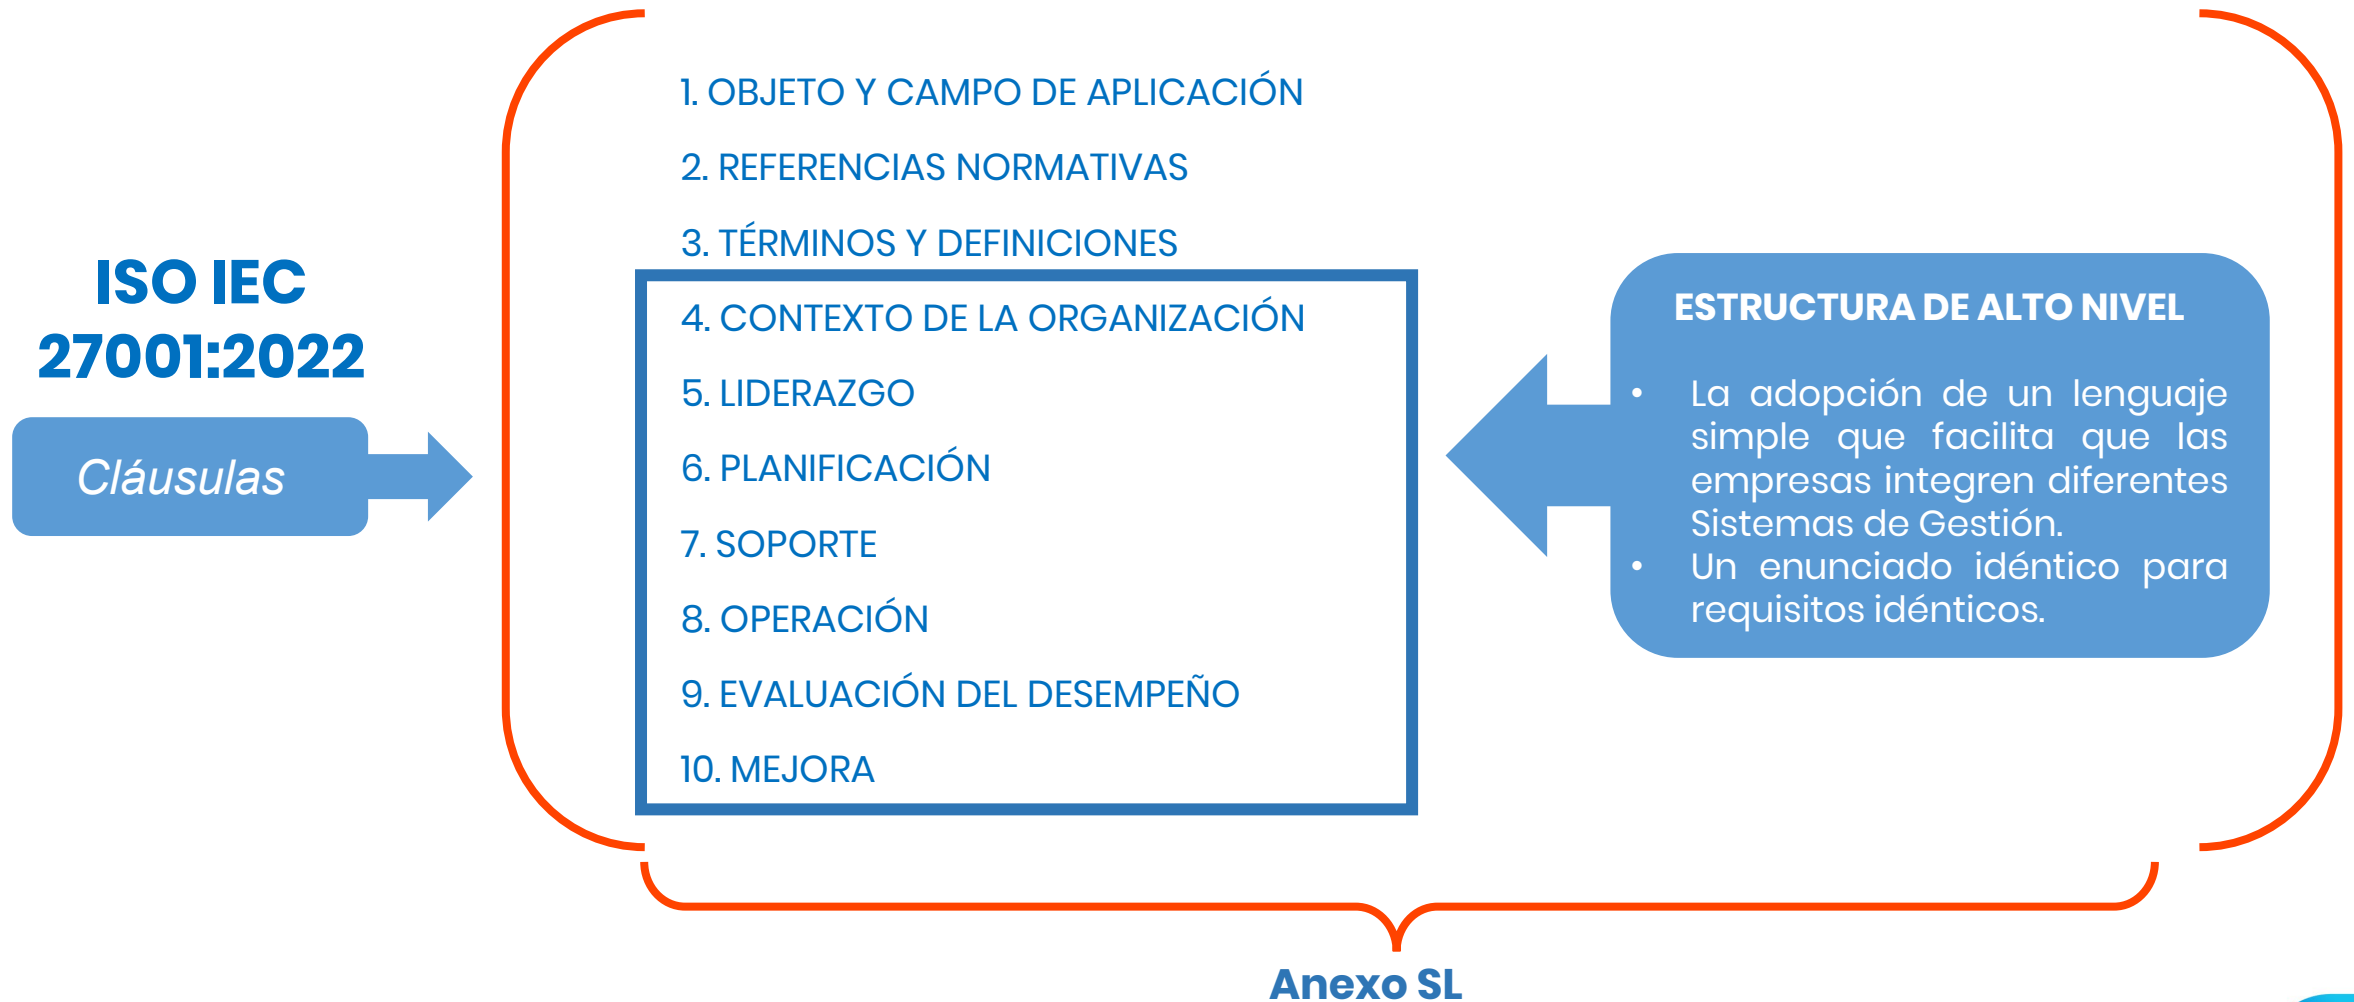 ISO IEC
27001:2022
Cláusulas
1. OBJETO Y CAMPO DE APLICACIÓN
2. REFERENCIAS NORMATIVAS
3. TÉRMINOS Y DEFINICIONES
4. CONTEXTO DE LA ORGANIZACIÓN
5. LIDERAZGO
6. PLANIFICACIÓN
7. SOPORTE
8. OPERACIÓN
9. EVALUACIÓN DEL DESEMPEÑO
10. MEJORA
ESTRUCTURA DE ALTO NIVEL
• La adopción de un lenguaje
simple que facilita que las
empresas integren diferentes
Sistemas de Gestión.
• Un enunciado idéntico para
requisitos idénticos.
Anexo SL